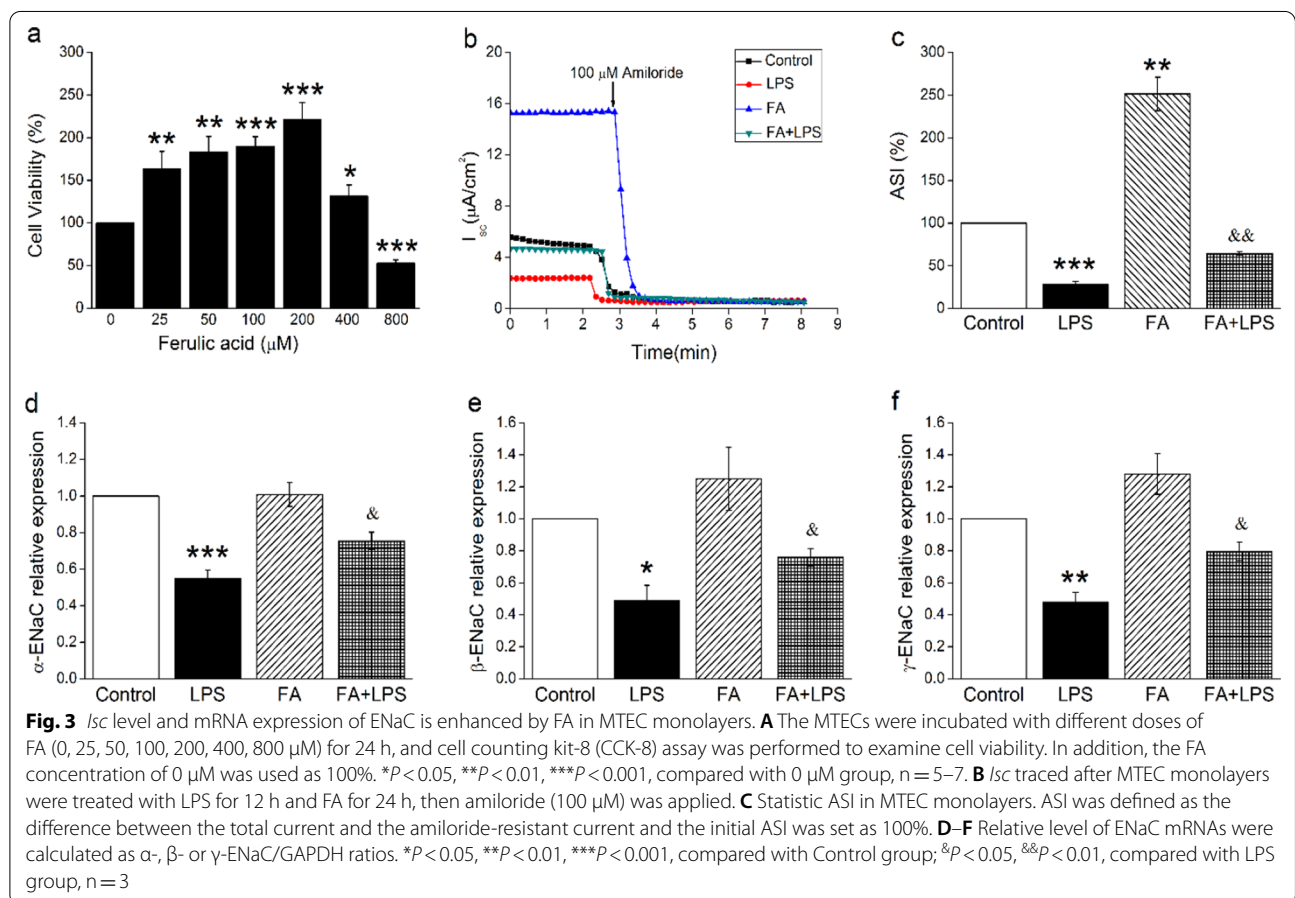 a
300
250
200
150
100
50
0
Cell Viability (%)
**
**
***
***
*
***
0 25 50 100 200 400 800
Ferulic acid (μM)
b
20
16
12
8
4
0
I sc (μA/cm²)
100 μM Amiloride
Control
LPS
FA
FA+LPS
0 1 2 3 4 5 6 7 8 9
Time(min)
c
300
250
200
150
100
50
0
ASI (%)
***
**
&&
Control LPS FA FA+LPS
d
1.4
1.2
1.0
0.8
0.6
0.4
0.2
0.0
α-ENaC relative expression
***
&
Control LPS FA FA+LPS
e
1.6
1.4
1.2
1.0
0.8
0.6
0.4
0.2
0.0
β-ENaC relative expression
*
&
Control LPS FA FA+LPS
f
1.6
1.4
1.2
1.0
0.8
0.6
0.4
0.2
0.0
γ-ENaC relative expression
**
&
Control LPS FA FA+LPS
Fig. 3 Isc level and mRNA expression of ENaC is enhanced by FA in MTEC monolayers. A The MTECs were incubated with different doses of
FA (0, 25, 50, 100, 200, 400, 800 μM) for 24 h, and cell counting kit-8 (CCK-8) assay was performed to examine cell viability. In addition, the FA
concentration of 0 μM was used as 100%. *P < 0.05, **P < 0.01, ***P < 0.001, compared with 0 μM group, n = 5–7. B Isc traced after MTEC monolayers
were treated with LPS for 12 h and FA for 24 h, then amiloride (100 μM) was applied. C Statistic ASI in MTEC monolayers. ASI was defined as the
difference between the total current and the amiloride-resistant current and the initial ASI was set as 100%. D–F Relative level of ENaC mRNAs were
calculated as α-, β- or γ-ENaC/GAPDH ratios. *P < 0.05, **P < 0.01, ***P < 0.001, compared with Control group; &P < 0.05, &&P < 0.01, compared with LPS
group, n = 3